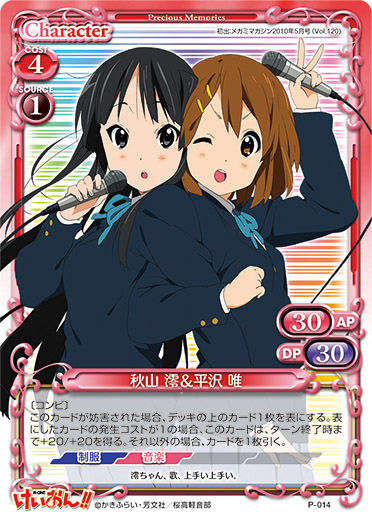 Precious Memories
Character
初出:メガミマガジン2010年5月号(Vol.120)
COST
4
SOURCE
1
30 AP
DP 30
秋山 澪&平沢 唯
〔コンビ〕
このカードが妨害された場合、デッキの上のカード1枚を表にする。表
にしたカードの発生コストが1の場合、このカードは、ターン終了時ま
で+20/+20を得る。それ以外の場合、カードを1枚引く。
制服 音楽
澪ちゃん、歌、上手い上手い。
K-ON!!
けいおん!!
©かきふらい・芳文社/桜高軽音部
P-014